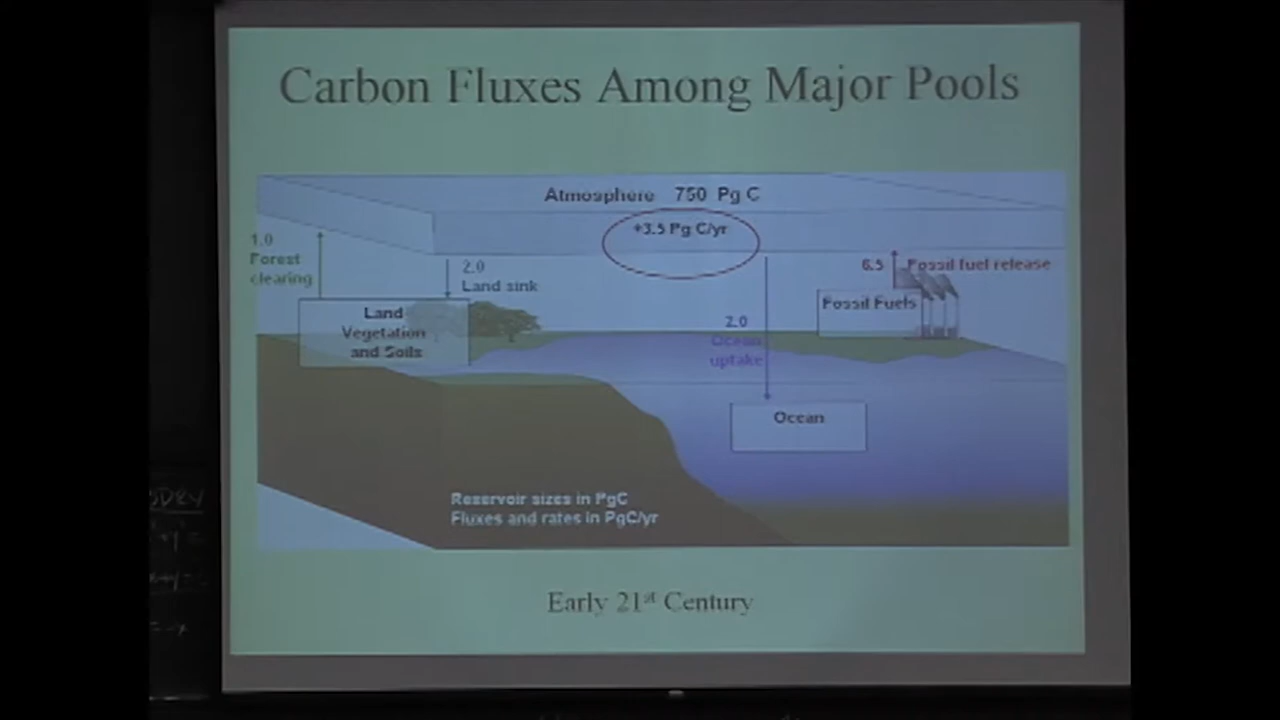 Carbon Fluxes Among Major Pools
Atmosphere 750 Pg C
+3.5 Pg C/yr
1.0
Forest
clearing
2.0
Land sink
6.5 Fossil fuel release
Fossil Fuels
Land
Vegetation
and Soils
2.0
Ocean
uptake
Ocean
Reservoir sizes in PgC
Fluxes and rates in PgC/yr
Early 21st Century